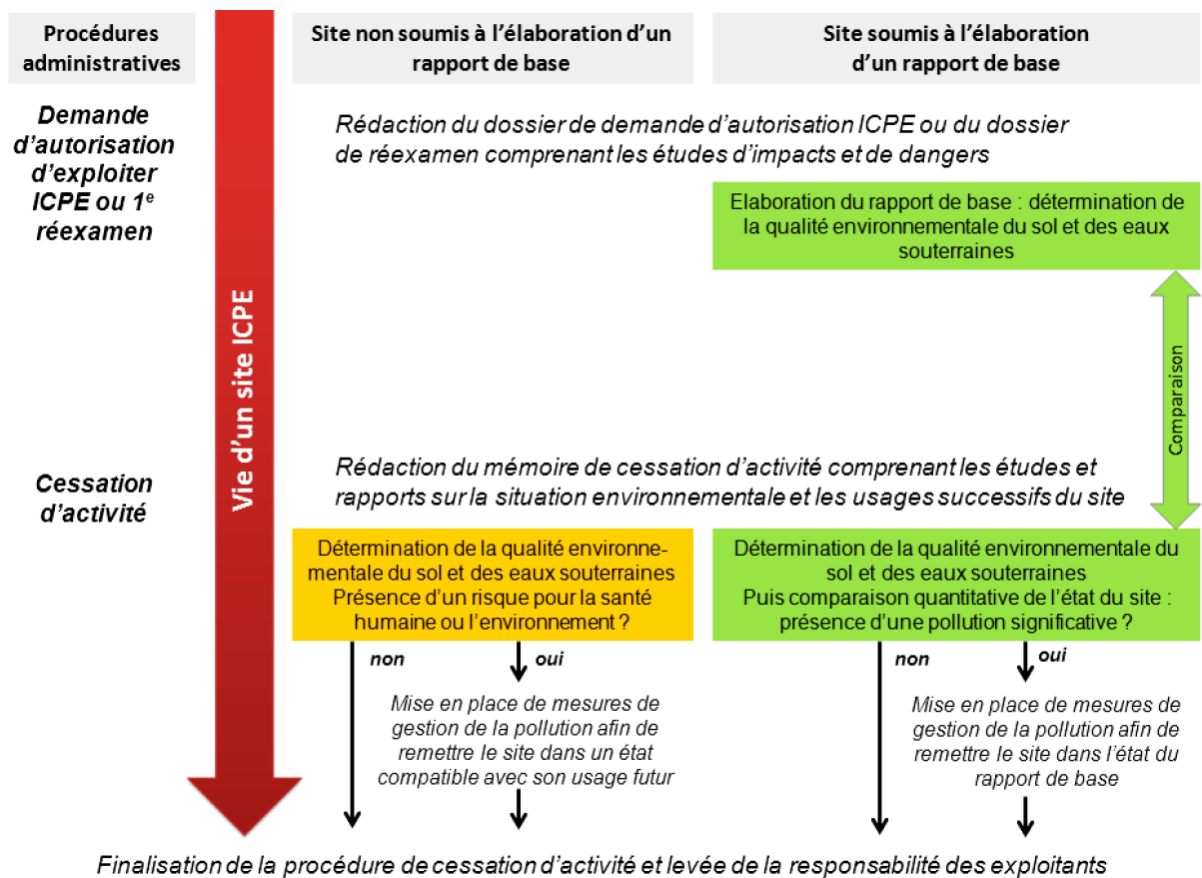 Procédures
administratives
Site non soumis à l'élaboration d'un
rapport de base
Site soumis à l'élaboration
d'un rapport de base
Demande
d'autorisation
d'exploiter
ICPE ou 1e
réexamen
Vie d'un site ICPE
Rédaction du dossier de demande d'autorisation ICPE ou du dossier
de réexamen comprenant les études d'impacts et de dangers
Elaboration du rapport de base : détermination de
la qualité environnementale du sol et des eaux
souterraines
Comparaison
Cessation
d'activité
Rédaction du mémoire de cessation d'activité comprenant les études et
rapports sur la situation environnementale et les usages successifs du site
Détermination de la qualité environne-
mentale du sol et des eaux souterraines
Présence d'un risque pour la santé
humaine ou l'environnement ?
Détermination de la qualité environnementale du
sol et des eaux souterraines
Puis comparaison quantitative de l'état du site :
présence d'une pollution significative ?
non
oui
Mise en place de mesures de
gestion de la pollution afin de
remettre le site dans un état
compatible avec son usage futur
non
oui
Mise en place de mesures de
gestion de la pollution afin de
remettre le site dans l'état du
rapport de base
Finalisation de la procédure de cessation d'activité et levée de la responsabilité des exploitants